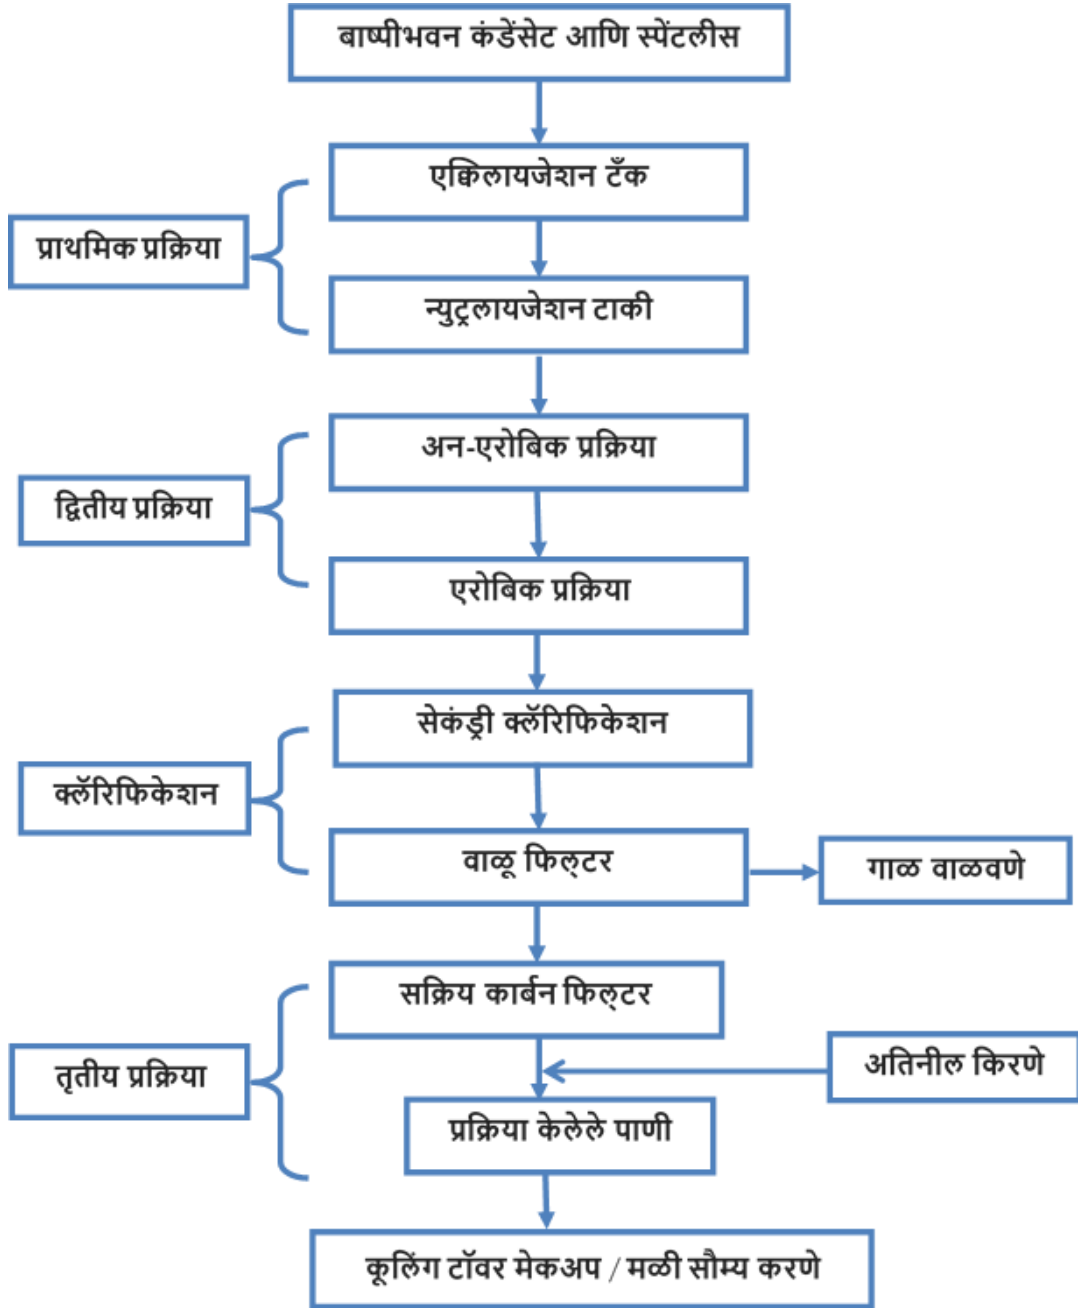 बाष्पीभवन कंडेंसेट आणि स्पेंटलीस
एक्विलायजेशन टँक
प्राथमिक प्रक्रिया
न्युट्रलायजेशन टाकी
अन-एरोबिक प्रक्रिया
द्वितीय प्रक्रिया
एरोबिक प्रक्रिया
सेकंड्री क्लॅरिफिकेशन
क्लॅरिफिकेशन
वाळू फिल्टर
गाळ वाळवणे
सक्रिय कार्बन फिल्टर
अतिनील किरणे
तृतीय प्रक्रिया
प्रक्रिया केलेले पाणी
कूलिंग टॉवर मेकअप / मळी सौम्य करणे